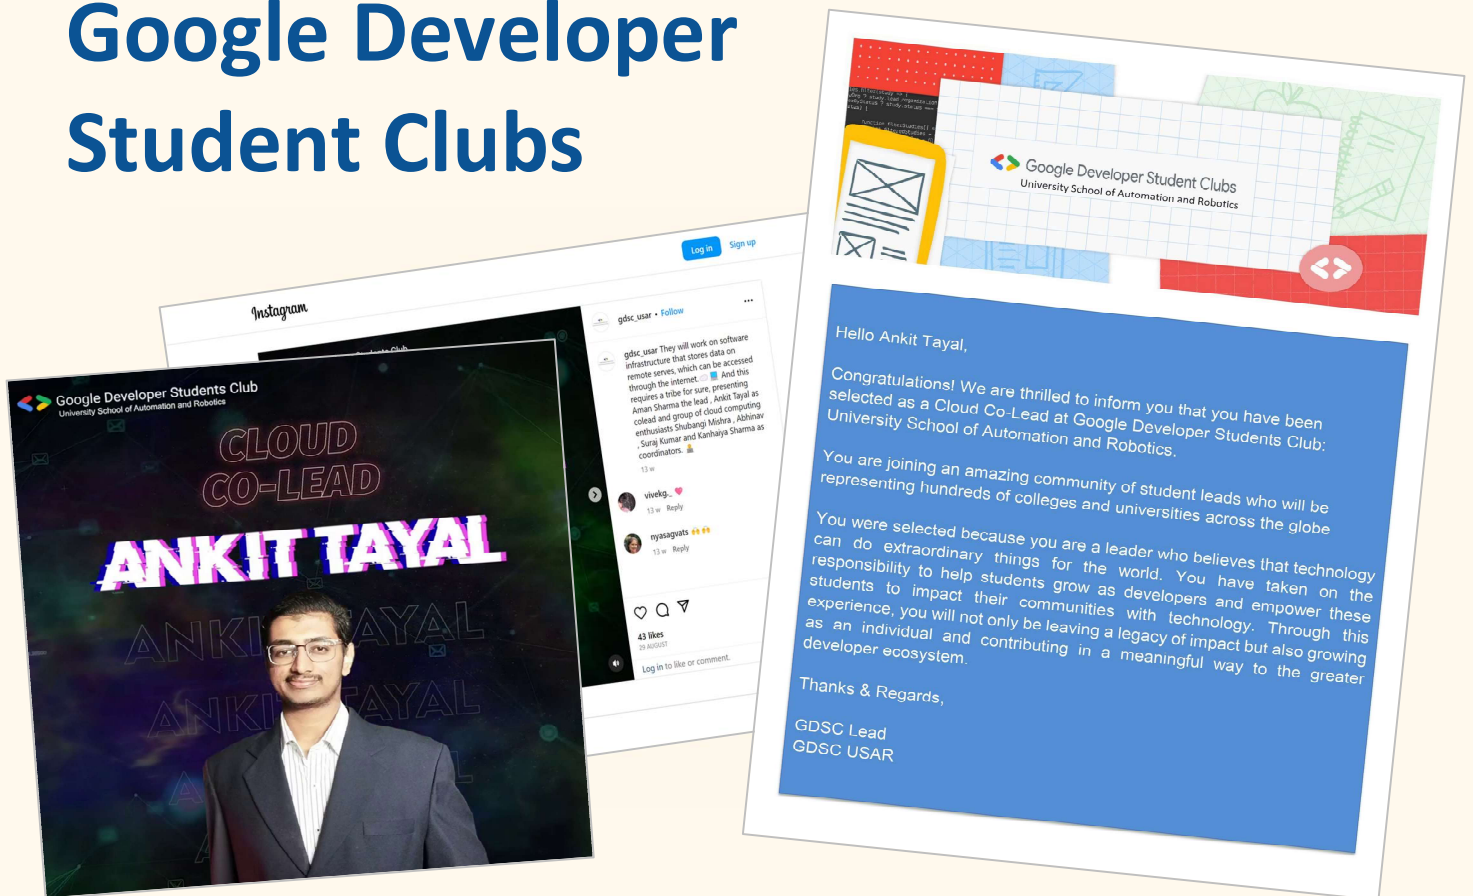 Google Developer
Student Clubs
Instagram
Log in
Sign up
gdsc_usar • Follow
gdsc_usar They will work on software
infrastructure that stores data on
remote serves, which can be accessed
through the internet.
And this
requires a tribe for sure, presenting
Aman Sharma the lead , Ankit Tayal as
colead and group of cloud computing
enthusiasts Shubangi Mishra , Abhinav
, Suraj Kumar and Kanhaiya Sharma as
coordinators.
13 w
vivekg._
13 w Reply
nyasagvats
13 w Reply
43 likes
29 AUGUST
Log in to like or comment.
Google Developer Students Club
University School of Automation and Robotics
CLOUD
CO-LEAD
ANKIT TAYAL
ANKI AYAL
ANKI AYAL
Google Developer Student Clubs
University School of Automation and Robotics
Hello Ankit Tayal,
Congratulations! We are thrilled to inform you that you have been
selected as a Cloud Co-Lead at Google Developer Students Club:
University School of Automation and Robotics.
You are joining an amazing community of student leads who will be
representing hundreds of colleges and universities across the globe
You were selected because you are a leader who believes that technology
can do extraordinary things for the world. You have taken on the
responsibility to help students grow as developers and empower these
students to impact their communities with technology. Through this
experience, you will not only be leaving a legacy of impact but also growing
as an individual and contributing in a meaningful way to the greater
developer ecosystem.
Thanks & Regards,
GDSC Lead
GDSC USAR